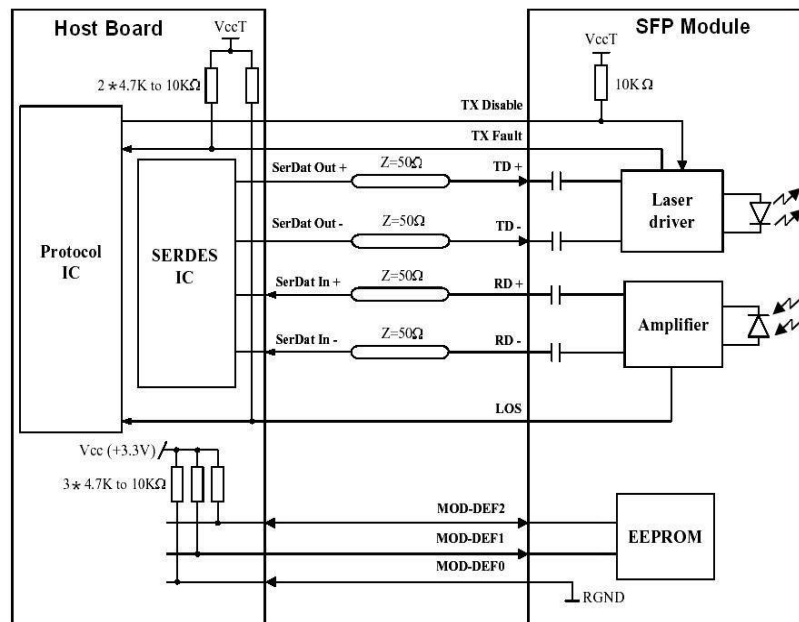 Host Board
SFP Module
VccT
VccT
2*4.7K to 10KΩ
10KΩ
TX Disable
TX Fault
SerDat Out +
Z=50Ω
TD +
SerDat Out -
Z=50Ω
TD -
Laser
driver
Protocol
IC
SERDES
IC
SerDat In +
Z=50Ω
RD +
SerDat In -
Z=50Ω
RD -
Amplifier
LOS
Vcc (+3.3V)
3*4.7K to 10KΩ
MOD-DEF2
MOD-DEF1
MOD-DEF0
EEPROM
RGND